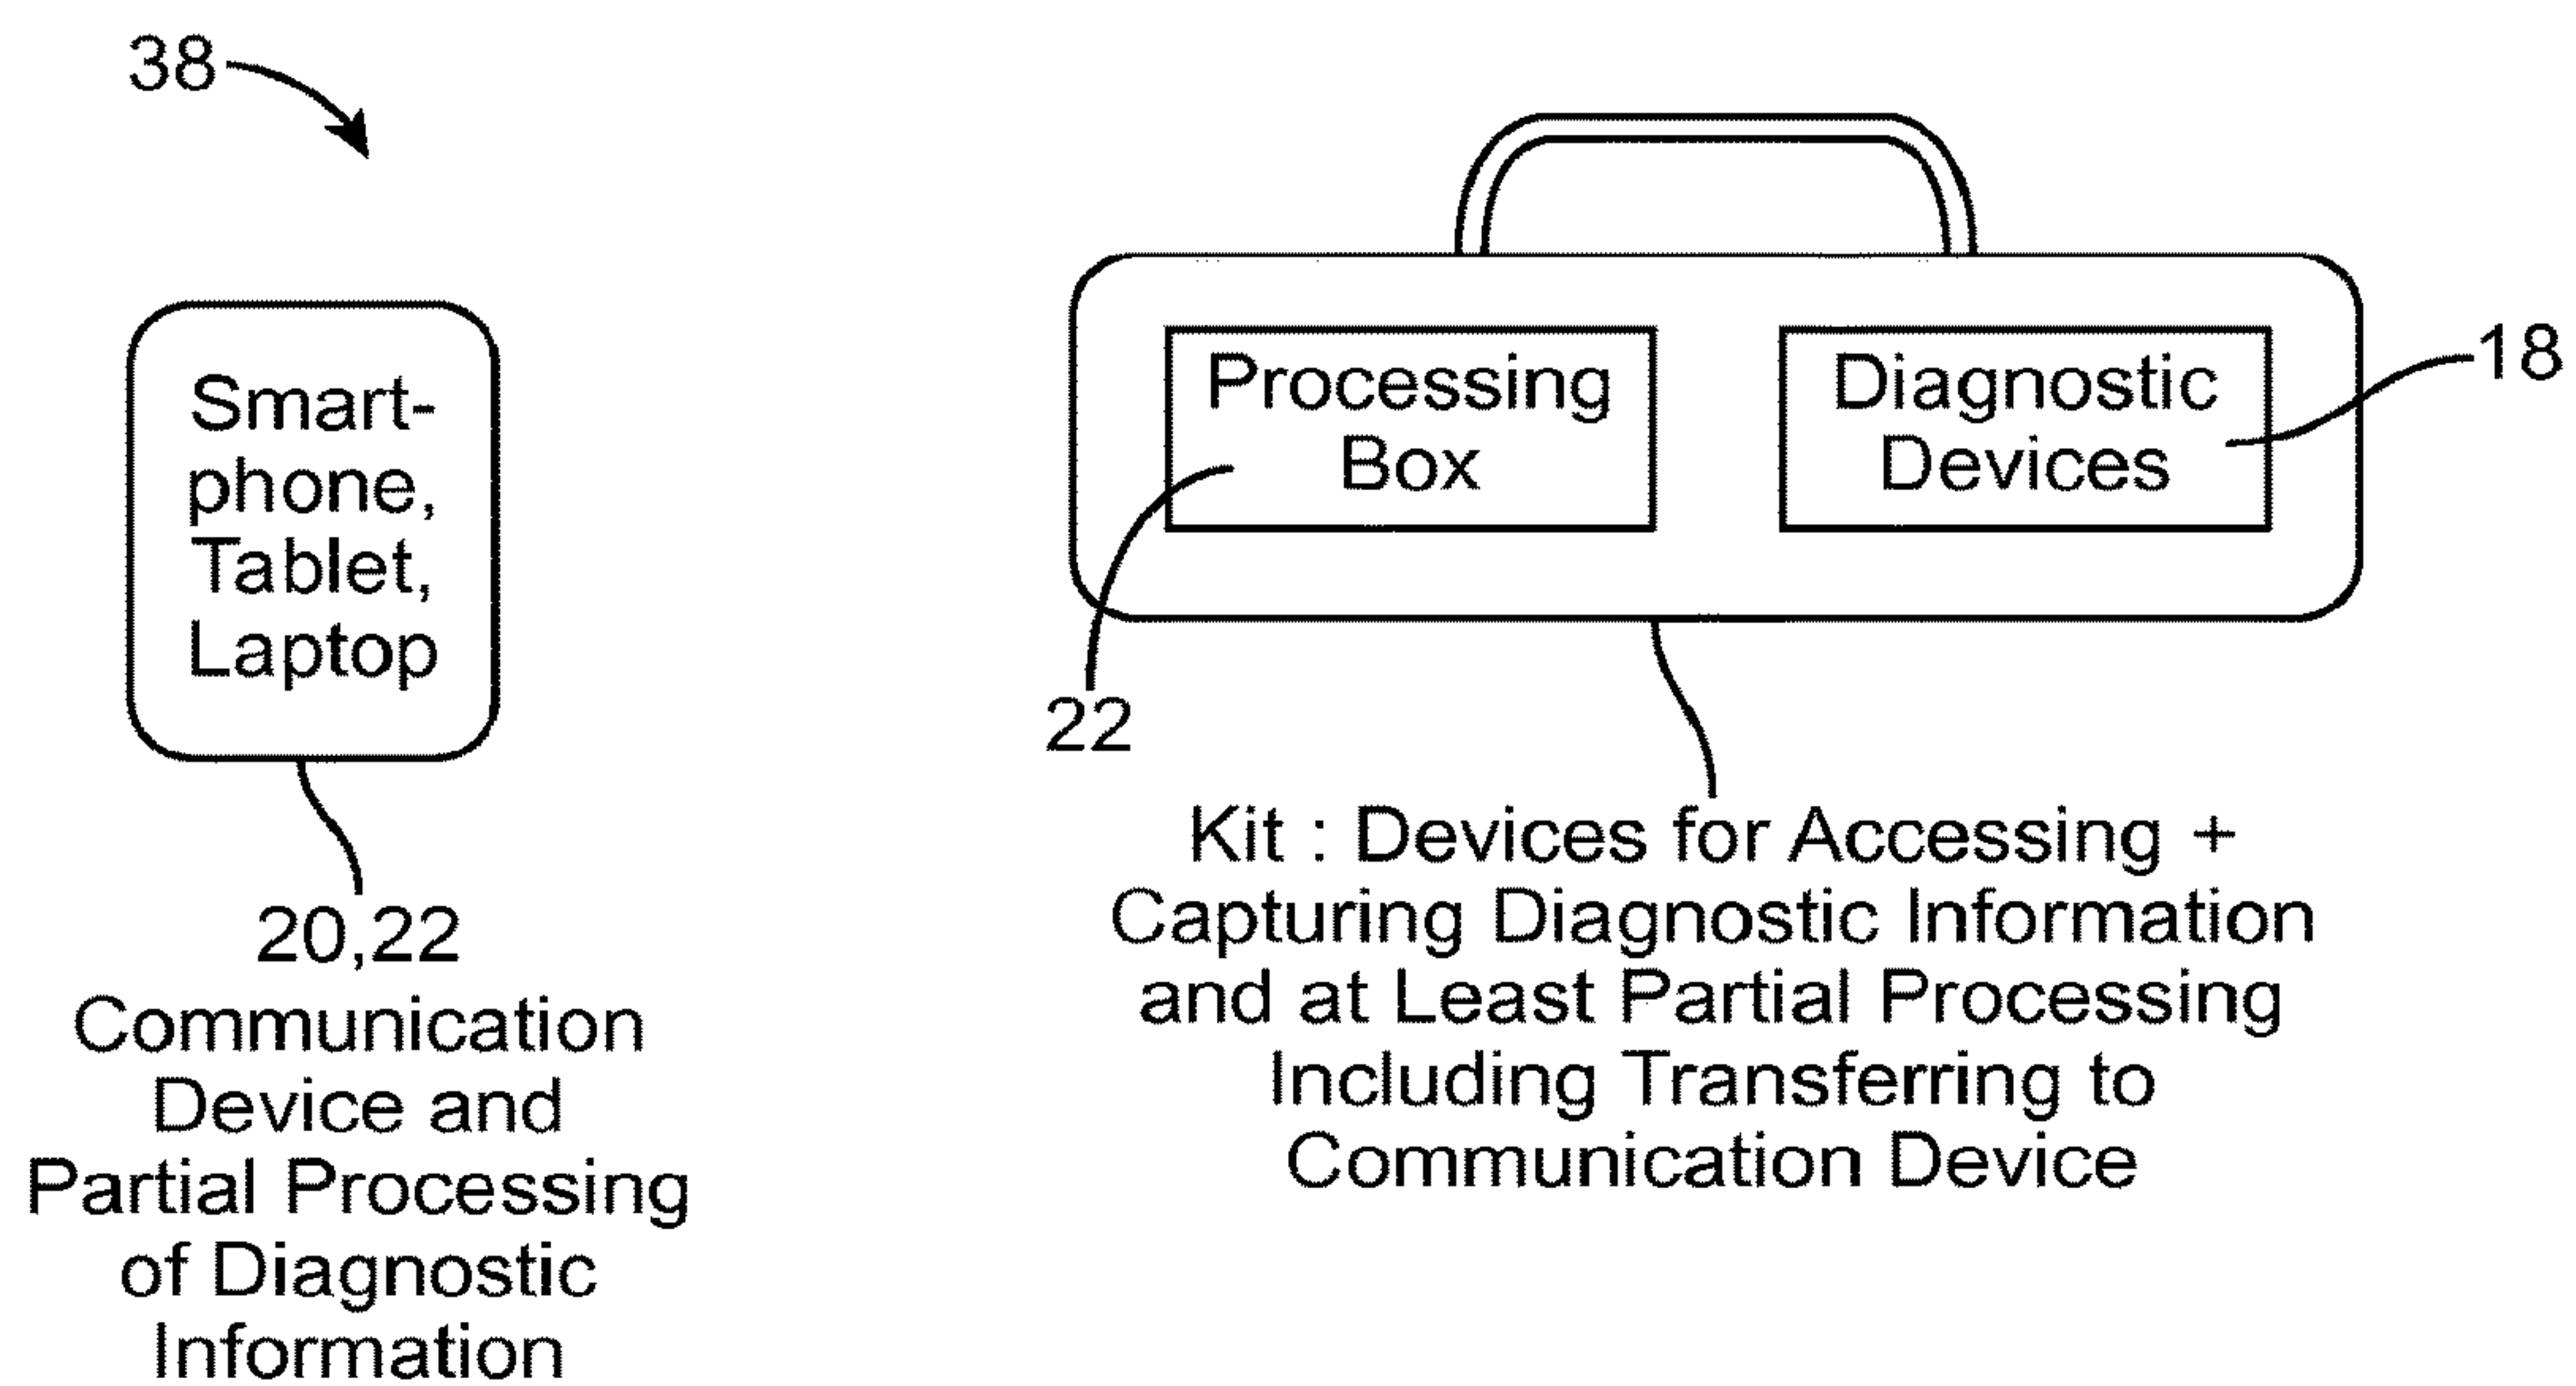 38
Smart-
phone,
Tablet,
Laptop
20,22
Communication
Device and
Partial Processing
of Diagnostic
Information
Processing
Box
Diagnostic
Devices
18
22
Kit : Devices for Accessing +
Capturing Diagnostic Information
and at Least Partial Processing
Including Transferring to
Communication Device